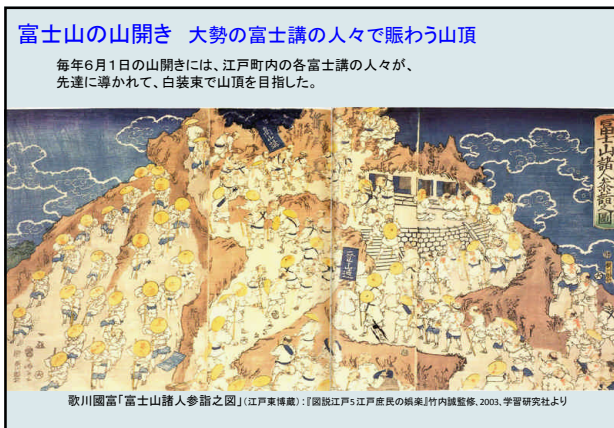 富士山の山開き 大勢の富士講の人々で賑わう山頂
毎年6月1日の山開きには、江戸町内の各富士講の人々が、
先達に導かれて、白装束で山頂を目指した。
冨士山諸人参詣之図
歌川國富「富士山諸人参詣之図」(江戸東博蔵):『図説江戸5江戸庶民の娯楽』竹内誠監修、2003、学習研究社より